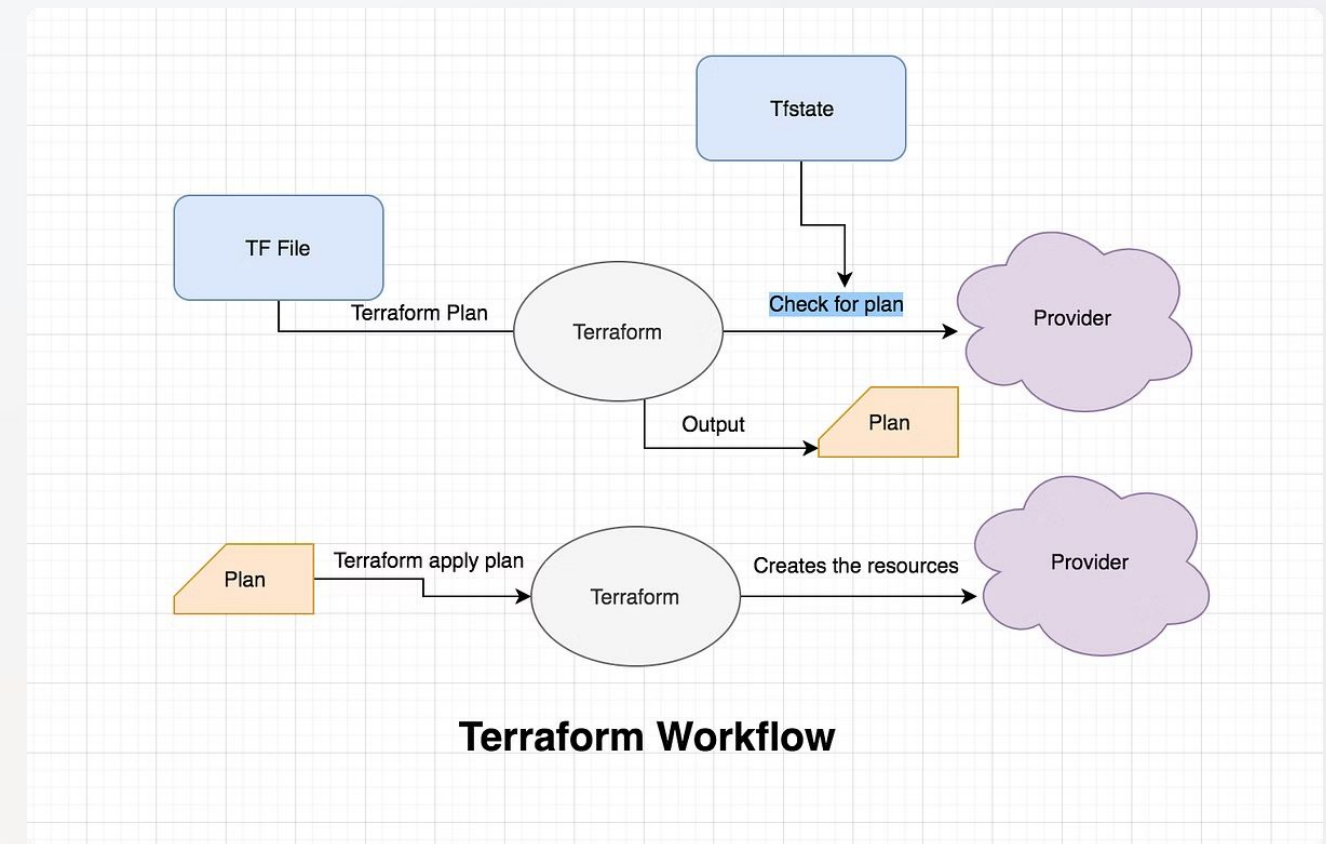 Tfstate
TF File
Terraform Plan
Terraform
Check for plan
Provider
Output
Plan
Plan
Terraform apply plan
Terraform
Creates the resources
Provider
Terraform Workflow